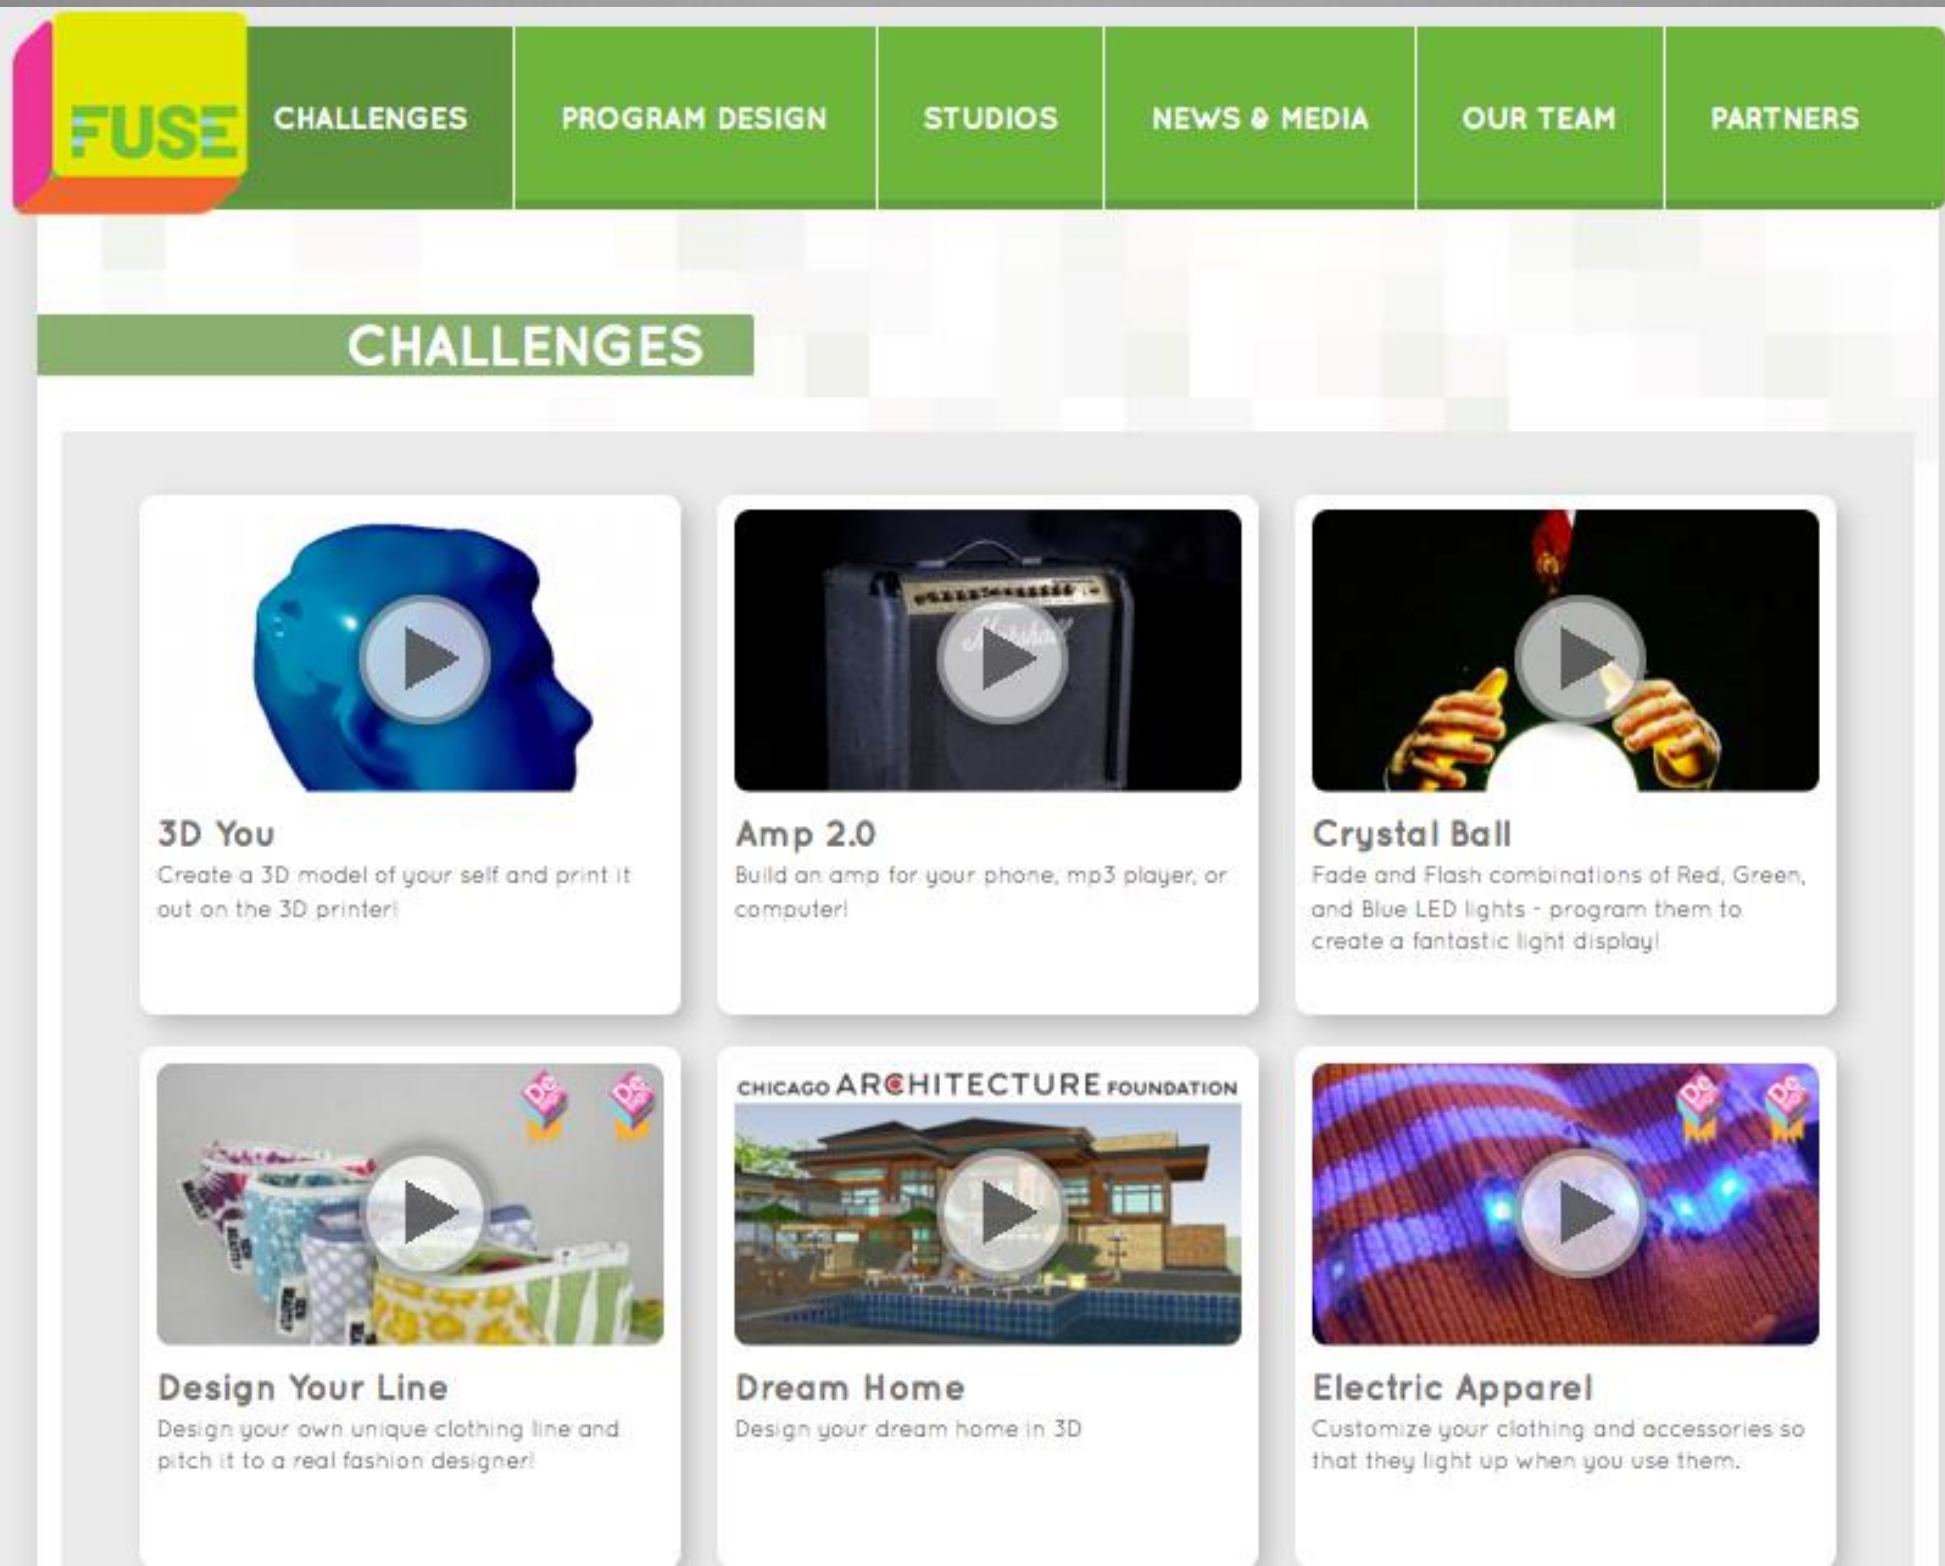 FUSE
CHALLENGES
PROGRAM DESIGN
STUDIOS
NEWS & MEDIA
OUR TEAM
PARTNERS
CHALLENGES
3D You
Create a 3D model of your self and print it
out on the 3D printer!
Amp 2.0
Build an amp for your phone, mp3 player, or
computer!
Crystal Ball
Fade and Flash combinations of Red, Green,
and Blue LED lights - program them to
create a fantastic light display!
Design Your Line
Design your own unique clothing line and
pitch it to a real fashion designer!
CHICAGO ARCHITECTURE FOUNDATION
Dream Home
Design your dream home in 3D
Electric Apparel
Customize your clothing and accessories so
that they light up when you use them.